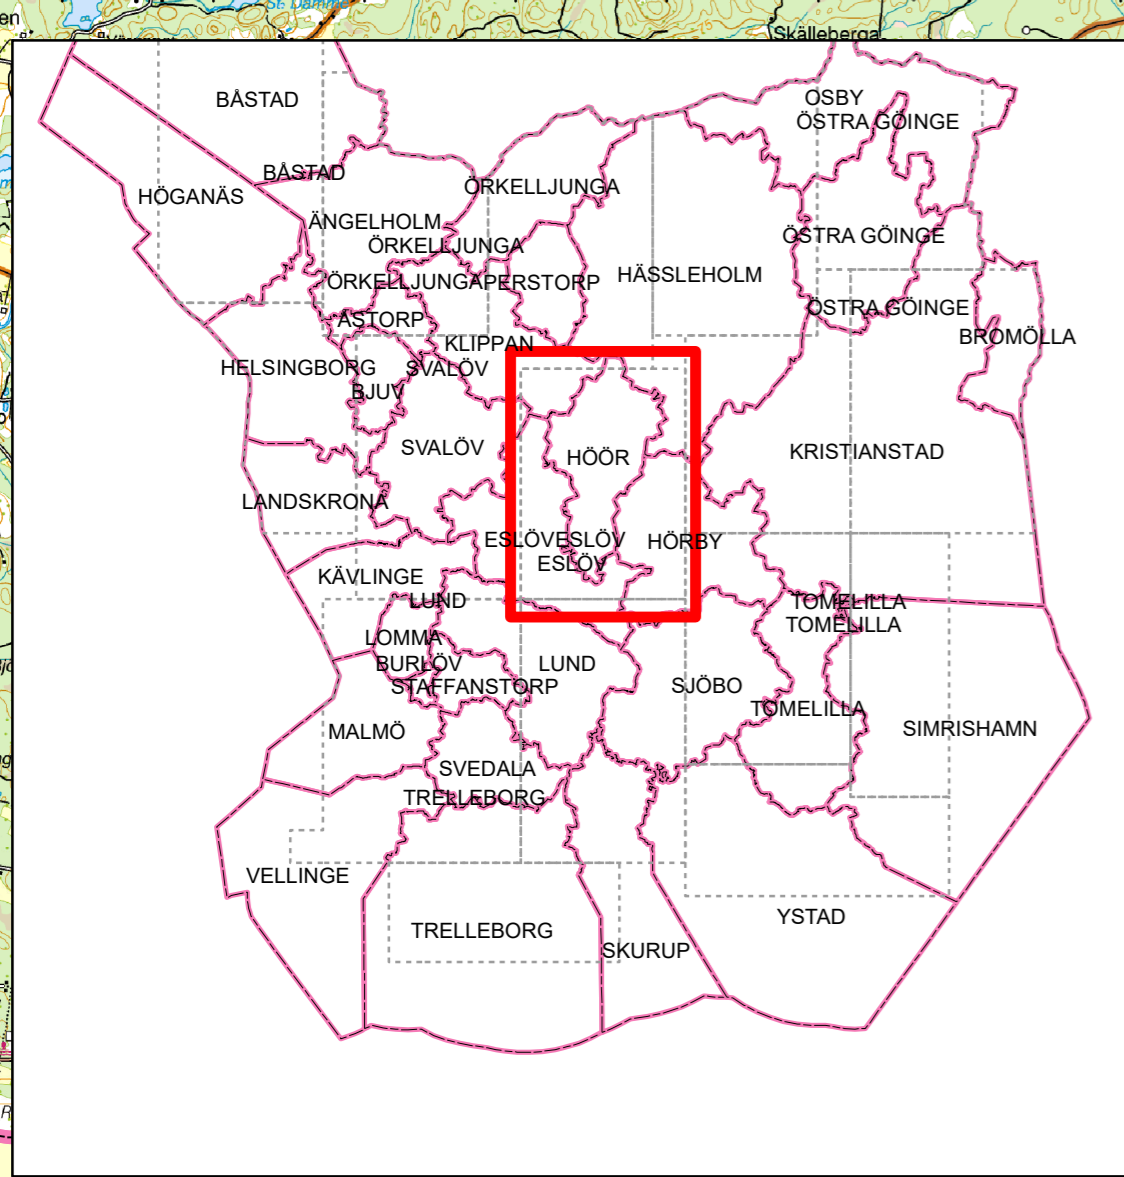 St. Damme
Skälleberga
BÅSTAD
OSBY
ÖSTRA GÖINGE
BÅSTAD
HÖGANÄS
ÖRKELLJUNGA
ÄNGELHOLM
ÖRKELLJUNGA
ÖSTRA GÖINGE
ÖRKELLJUNGA
PERSTORP
HÄSSLEHOLM
ÖSTRA GÖINGE
ÅSTORP
KLIPPAN
BROMÖLLA
HELSINGBORG
SVALÖV
BJUV
SVALÖV
HÖÖR
KRISTIANSTAD
LANDSKRONA
ESLÖV
ESLÖV
HÖRBY
ESLÖV
KÄVLINGE
LUND
TOMELILLA
TOMELILLA
LOMMA
BURLÖV
LUND
STAFFANSTORP
SJÖBO
TOMELILLA
MALMÖ
SIMRISHAMN
SVEDALA
TRELLEBORG
VELLINGE
YSTAD
TRELLEBORG
SKURUP